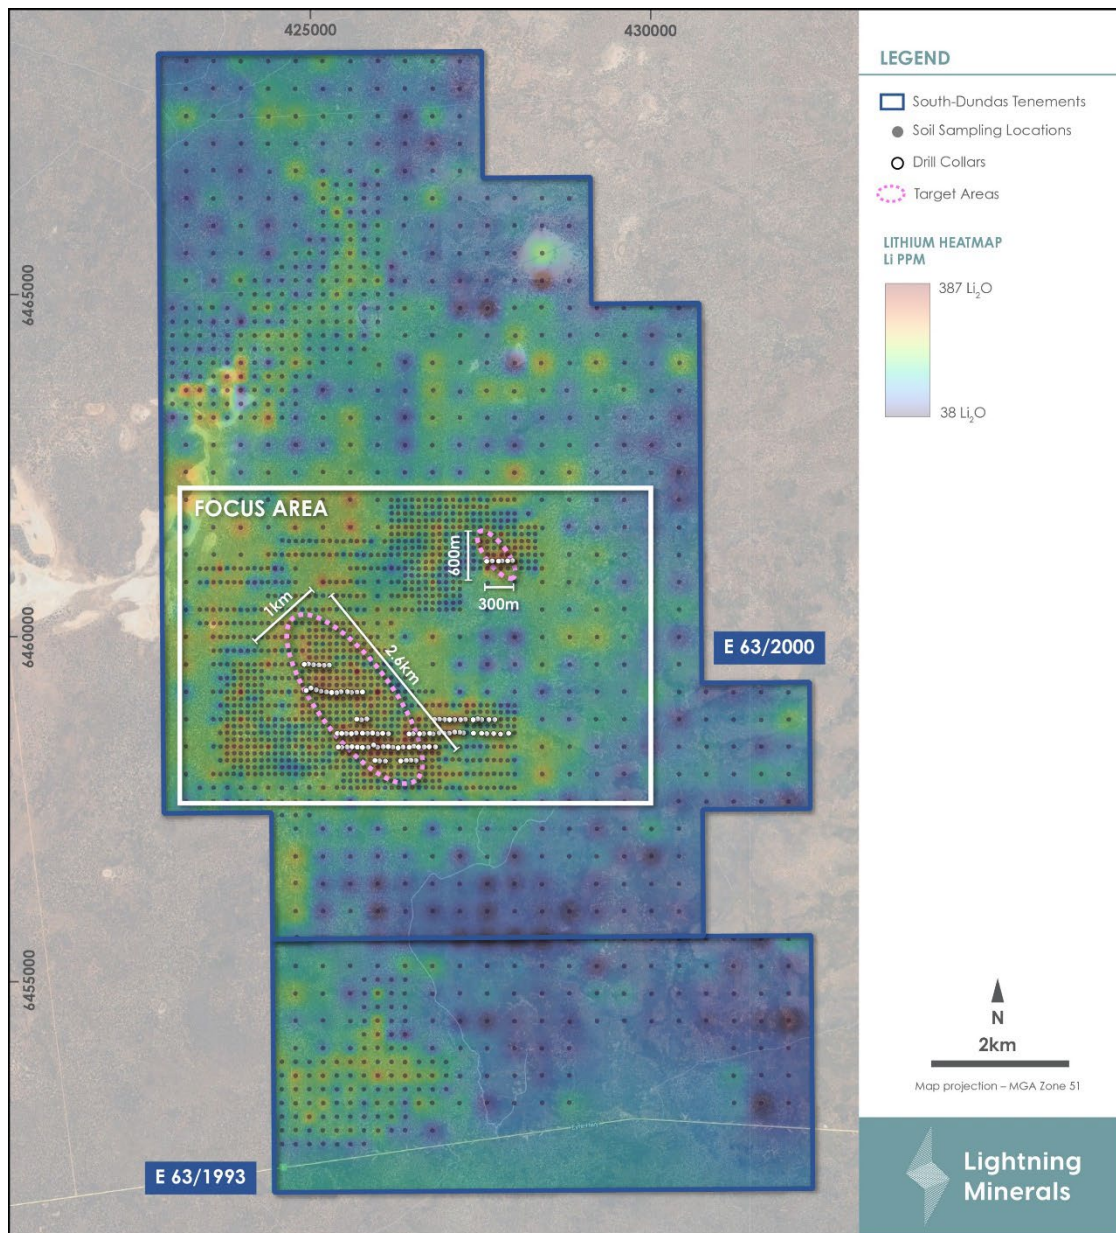 425000
430000
6465000
6460000
6455000
FOCUS AREA
600m
300m
1km
2.6km
E 63/2000
E 63/1993
LEGEND
South-Dundas Tenements
Soil Sampling Locations
Drill Collars
Target Areas
LITHIUM HEATMAP
Li PPM
387 Li₂O
38 Li₂O
N
2km
Map projection – MGA Zone 51
Lightning
Minerals